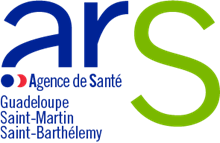 ars
Agence de Santé
Guadeloupe
Saint-Martin
Saint-Barthélemy